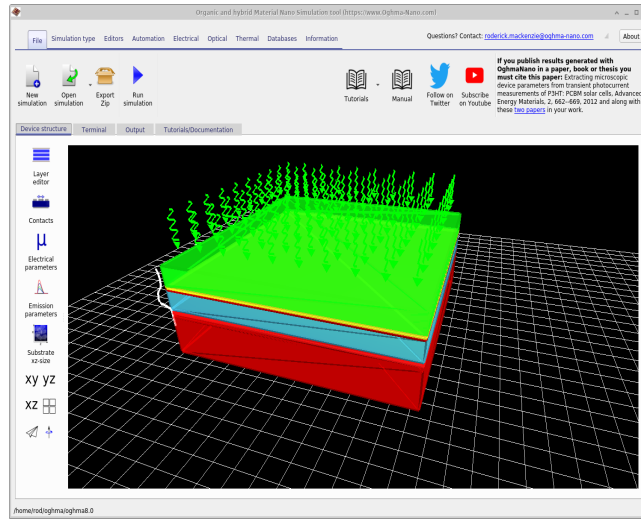 Organic and hybrid Material Nano Simulation tool (https://www.Oghma-Nano.com)
File Simulation type Editors Automation Electrical Optical Thermal Databases Information
Questions? Contact: roderick.mackenzie@oghma-nano.com
About
New simulation
Open simulation
Export Zip
Run simulation
Tutorials
Manual
Follow on Twitter
Subscribe on Youtube
If you publish results generated with
OghmaNano in a paper, book or thesis you
must cite this paper: Extracting microscopic
device parameters from transient photocurrent
measurements of P3HT: PCBM solar cells, Advanced
Energy Materials, 2, 662-669, 2012 and along with
these two papers in your work.
Device structure Terminal Output Tutorials/Documentation
Layer
editor
Contacts
μ
Electrical
parameters
Emission
parameters
Substrate
xz-size
xy yz
xz
/home/rod/oghma/oghma8.0